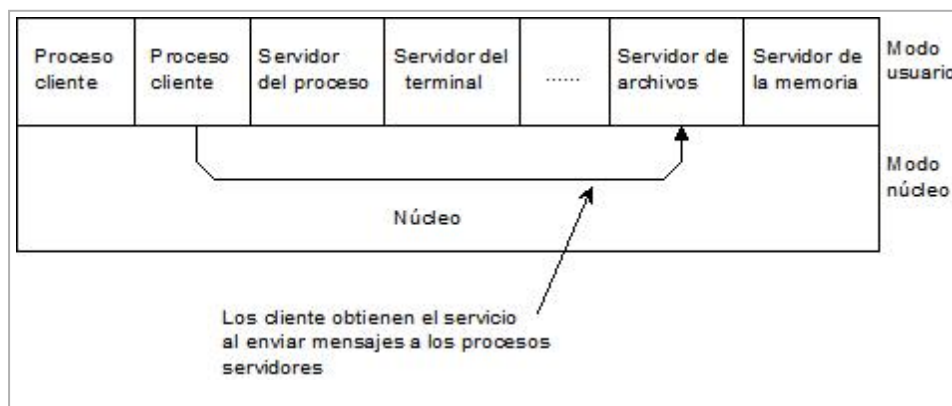 Proceso
cliente
Proceso
cliente
Servidor
del proceso
Servidor del
terminal
......
Servidor de
archivos
Servidor de
la memoria
Modo
usuario
Modo
núcleo
Núcleo
Los cliente obtienen el servicio
al enviar mensajes a los procesos
servidores